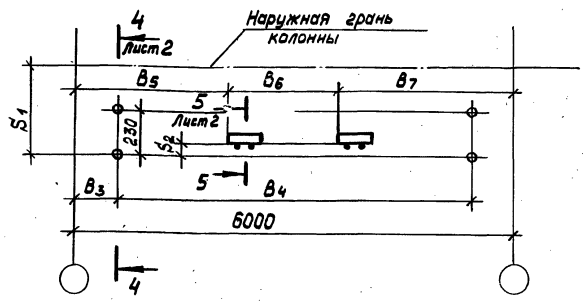 4
Лист 2
Наружная грань
колонны
B5
B6
B7
S1
5
Лист 2
230
S2
5
B3
B4
6000
4